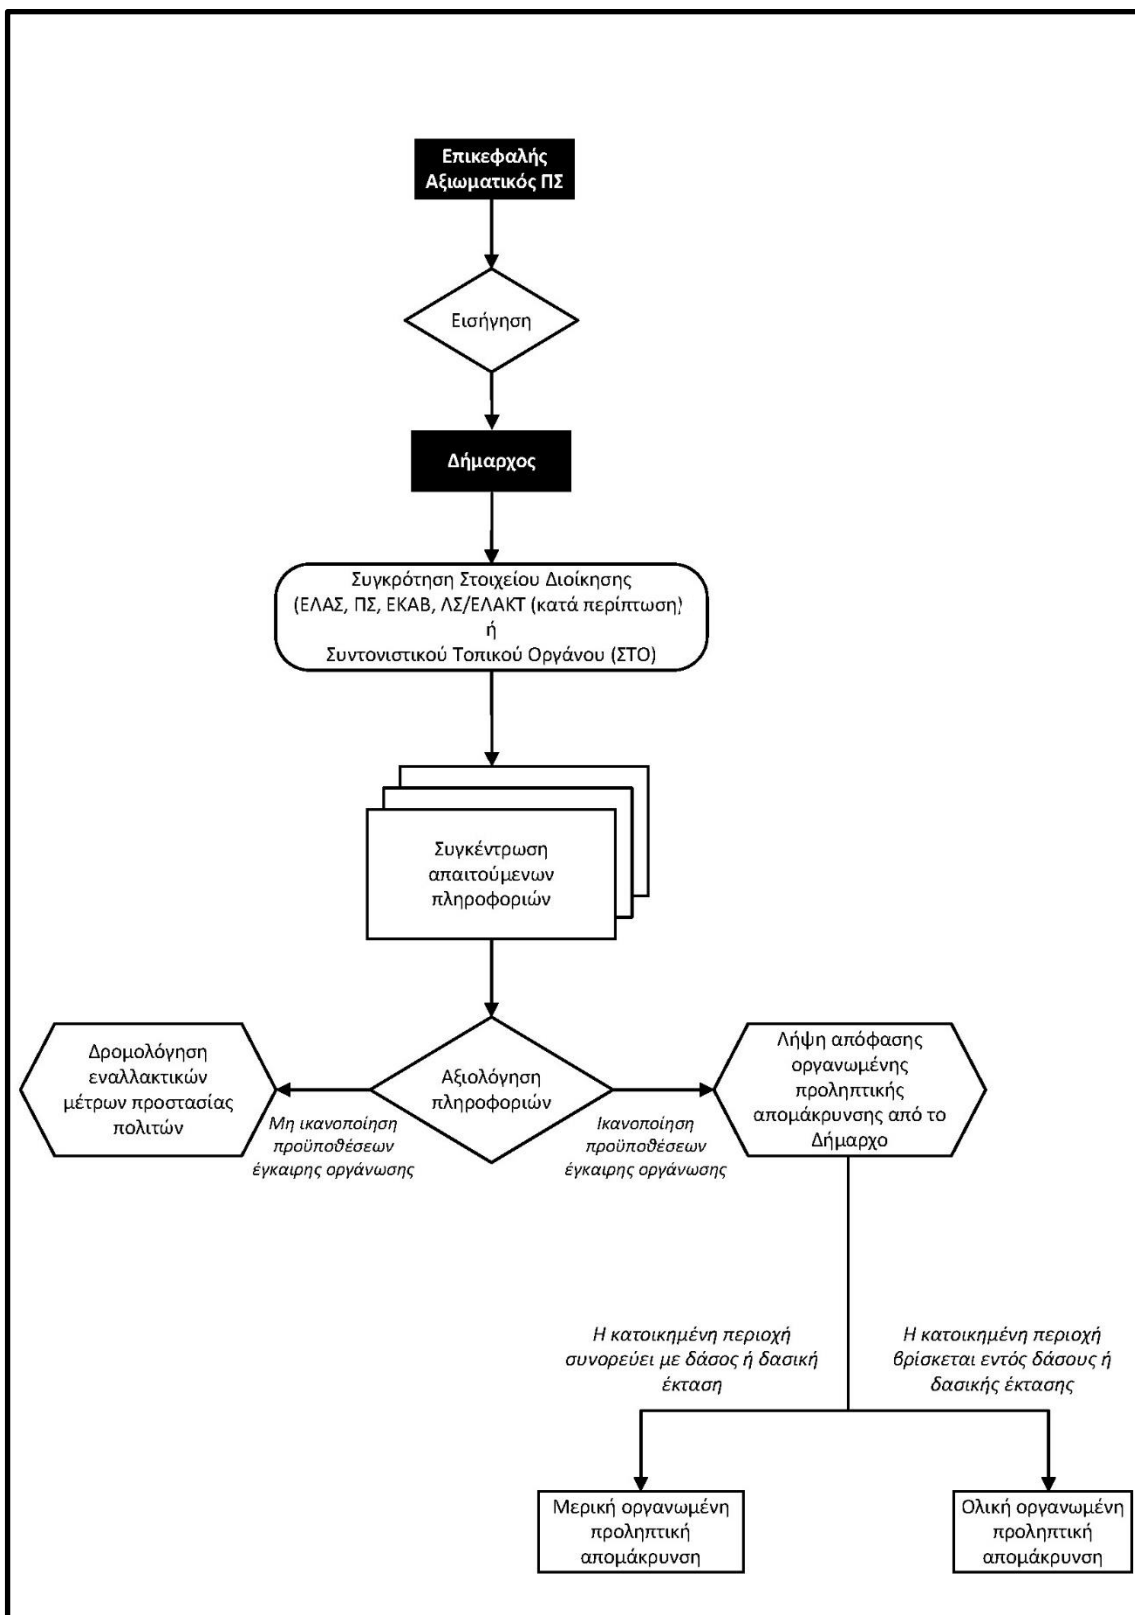 Επικεφαλής
Αξιωματικός ΠΣ
Εισήγηση
Δήμαρχος
Συγκρότηση Στοιχείου Διοίκησης
(ΕΛΑΣ, ΠΣ, ΕΚΑΒ, ΛΣ/ΕΛΑΚΤ (κατά περίπτωση)
ή
Συντονιστικού Τοπικού Οργάνου (ΣΤΟ)
Συγκέντρωση
απαιτούμενων
πληροφοριών
Δρομολόγηση
εναλλακτικών
μέτρων προστασίας
πολιτών
Μη ικανοποίηση
προϋποθέσεων
έγκαιρης οργάνωσης
Αξιολόγηση
πληροφοριών
Ικανοποίηση
προϋποθέσεων
έγκαιρης οργάνωσης
Λήψη απόφασης
οργανωμένης
προληπτικής
απομάκρυνσης από το
Δήμαρχο
Η κατοικημένη περιοχή
συνορεύει με δάσος ή δασική
έκταση
Η κατοικημένη περιοχή
βρίσκεται εντός δάσους ή
δασικής έκτασης
Μερική οργανωμένη
προληπτική
απομάκρυνση
Ολική οργανωμένη
προληπτική
απομάκρυνση